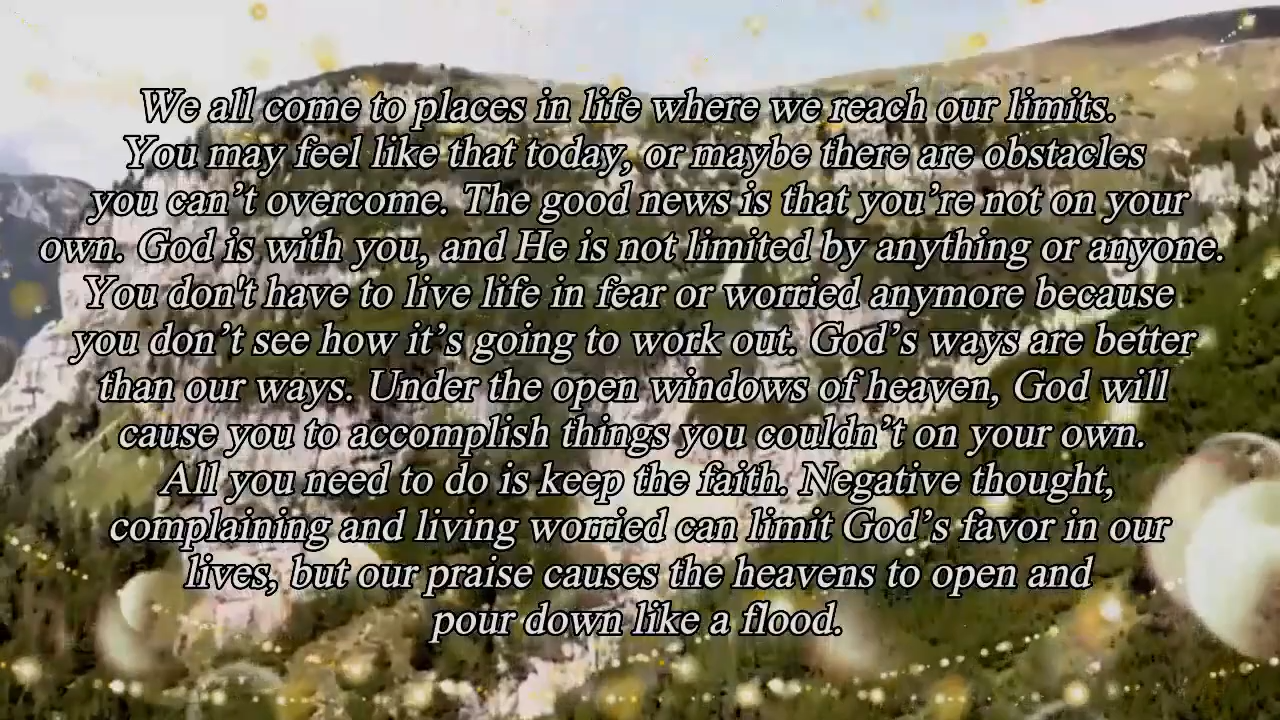 We all come to places in life where we reach our limits.
You may feel like that today, or maybe there are obstacles
you can’t overcome. The good news is that you’re not on your
own. God is with you, and He is not limited by anything or anyone.
You don't have to live life in fear or worried anymore because
you don’t see how it’s going to work out. God’s ways are better
than our ways. Under the open windows of heaven, God will
cause you to accomplish things you couldn’t on your own.
All you need to do is keep the faith. Negative thought,
complaining and living worried can limit God’s favor in our
lives, but our praise causes the heavens to open and
pour down like a flood.